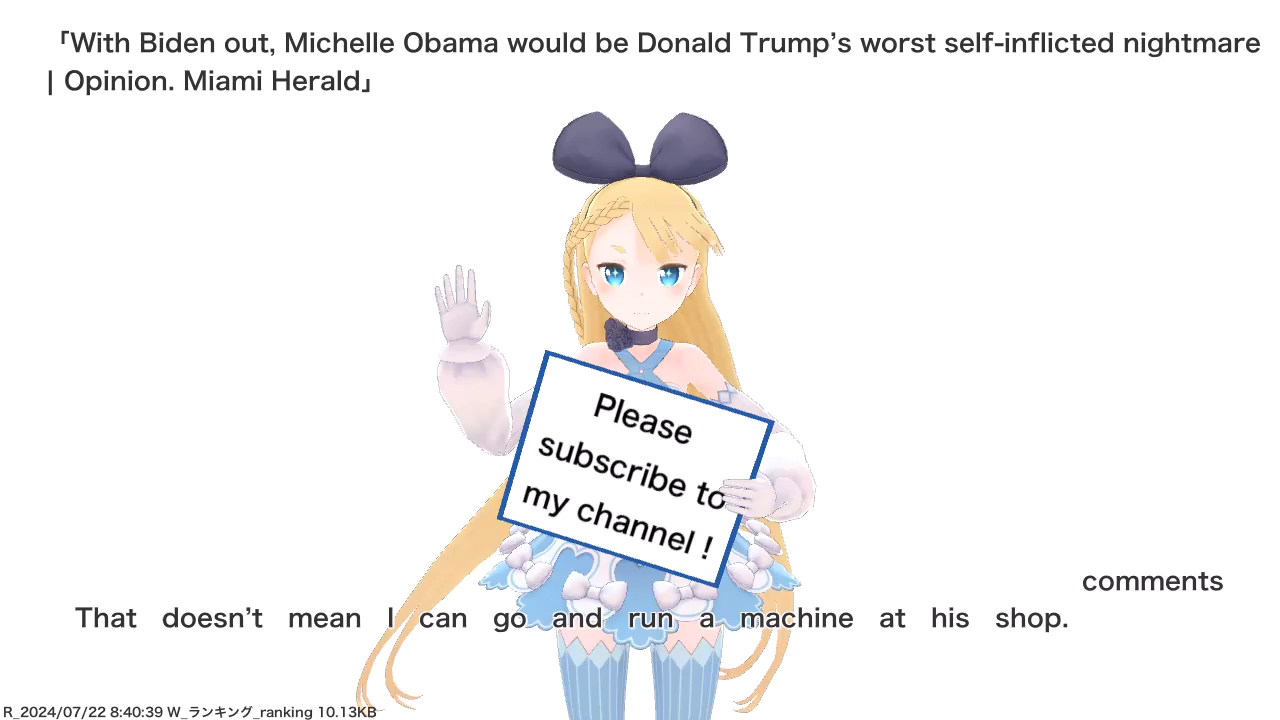 「With Biden out, Michelle Obama would be Donald Trump’s worst self-inflicted nightmare
| Opinion. Miami Herald」
Please
subscribe to
my channel !
comments
That doesn’t mean I can go and run a machine at his shop.
R_2024/07/22 8:40:39 W_ランキング_ranking 10.13KB